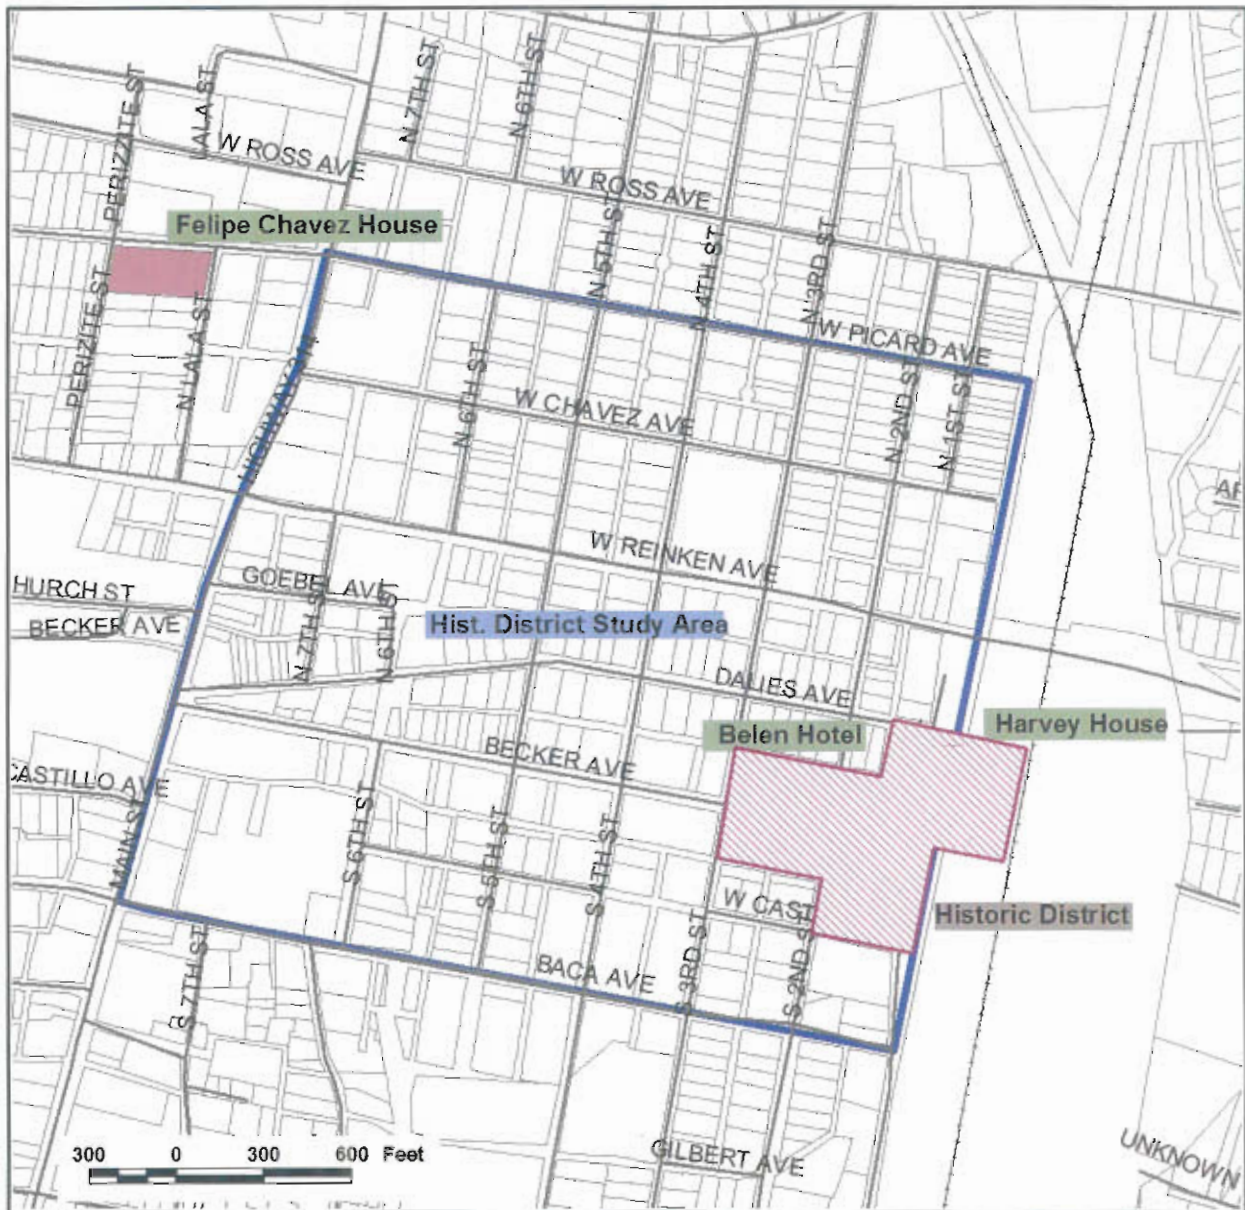 N 7TH ST
N 6TH ST
PERIZZITE ST
LALA ST
W ROSS AVE
W ROSS AVE
Felipe Chavez House
N 5TH ST
N 4TH ST
N 3RD ST
W PICARD AVE
PERIZITE ST
N LALA ST
N 6TH ST
W CHAVEZ AVE
N 2ND ST
N 1ST ST
W REINKEN AVE
HURCH ST
GOEBEL AVE
BECKER AVE
N 7TH ST
N 6TH ST
Hist. District Study Area
DALIES AVE
Belen Hotel
Harvey House
BECKER AVE
CASTILLO AVE
MAIN ST
S 6TH ST
S 5TH ST
S 4TH ST
W CAST
Historic District
S 3RD ST
S 2ND ST
BACA AVE
S 7TH ST
GILBERT AVE
UNKNOWN
300 0 300 600 Feet